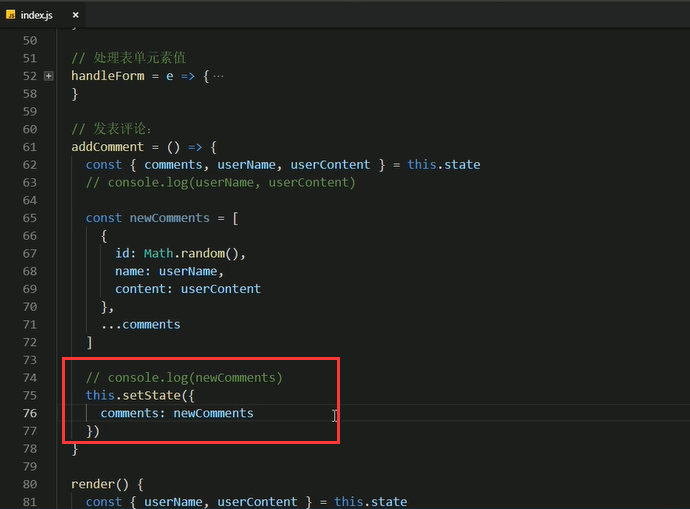 JS index.js ×
50 }
51 // 处理表单元素值
52 handleForm = e => {···
58 }
59
60 // 发表评论:
61 addComment = () => {
62 const { comments, userName, userContent } = this.state
63 // console.log(userName, userContent)
64
65 const newComments = [
66 {
67 id: Math.random(),
68 name: userName,
69 content: userContent
70 },
71 ...comments
72 ]
73
74 // console.log(newComments)
75 this.setState({
76 comments: newComments
77 })
78 }
79
80 render() {
81 const { userName, userContent } = this.state